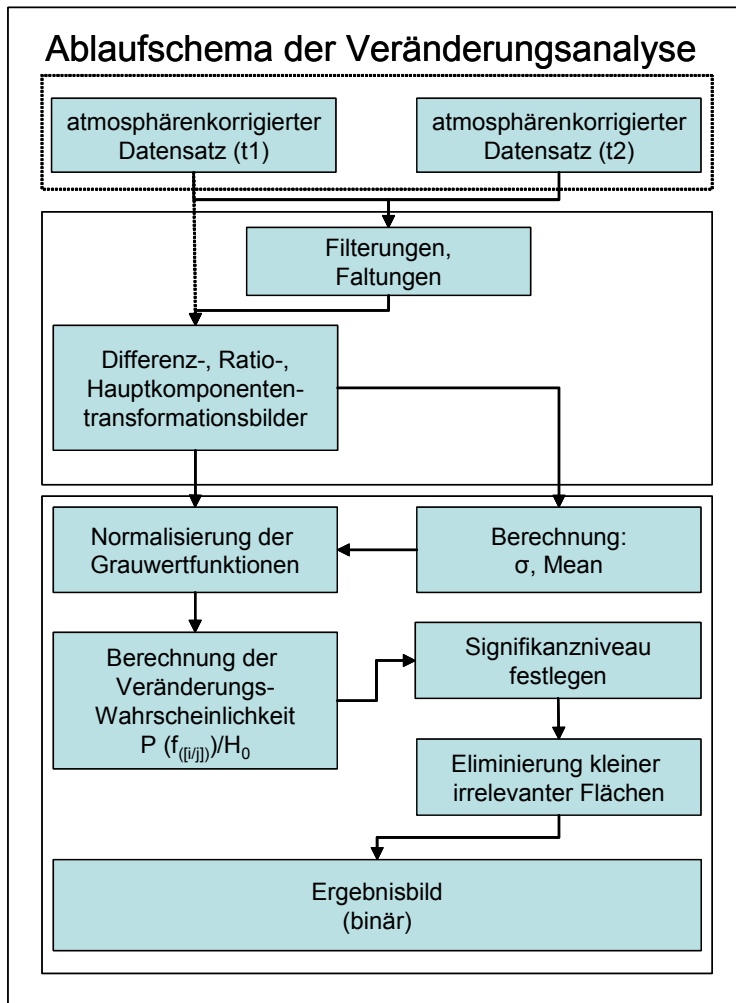 Ablaufschema der Veränderungsanalyse
atmosphärenkorrigierter
Datensatz (t1)
atmosphärenkorrigierter
Datensatz (t2)
Filterungen,
Faltungen
Differenz-, Ratio-,
Hauptkomponenten-
transformationsbilder
Normalisierung der
Grauwertfunktionen
Berechnung:
σ, Mean
Berechnung der
Veränderungs-
Wahrscheinlichkeit
P (f([i/j]))/H0
Signifikanzniveau
festlegen
Eliminierung kleiner
irrelevanter Flächen
Ergebnisbild
(binär)